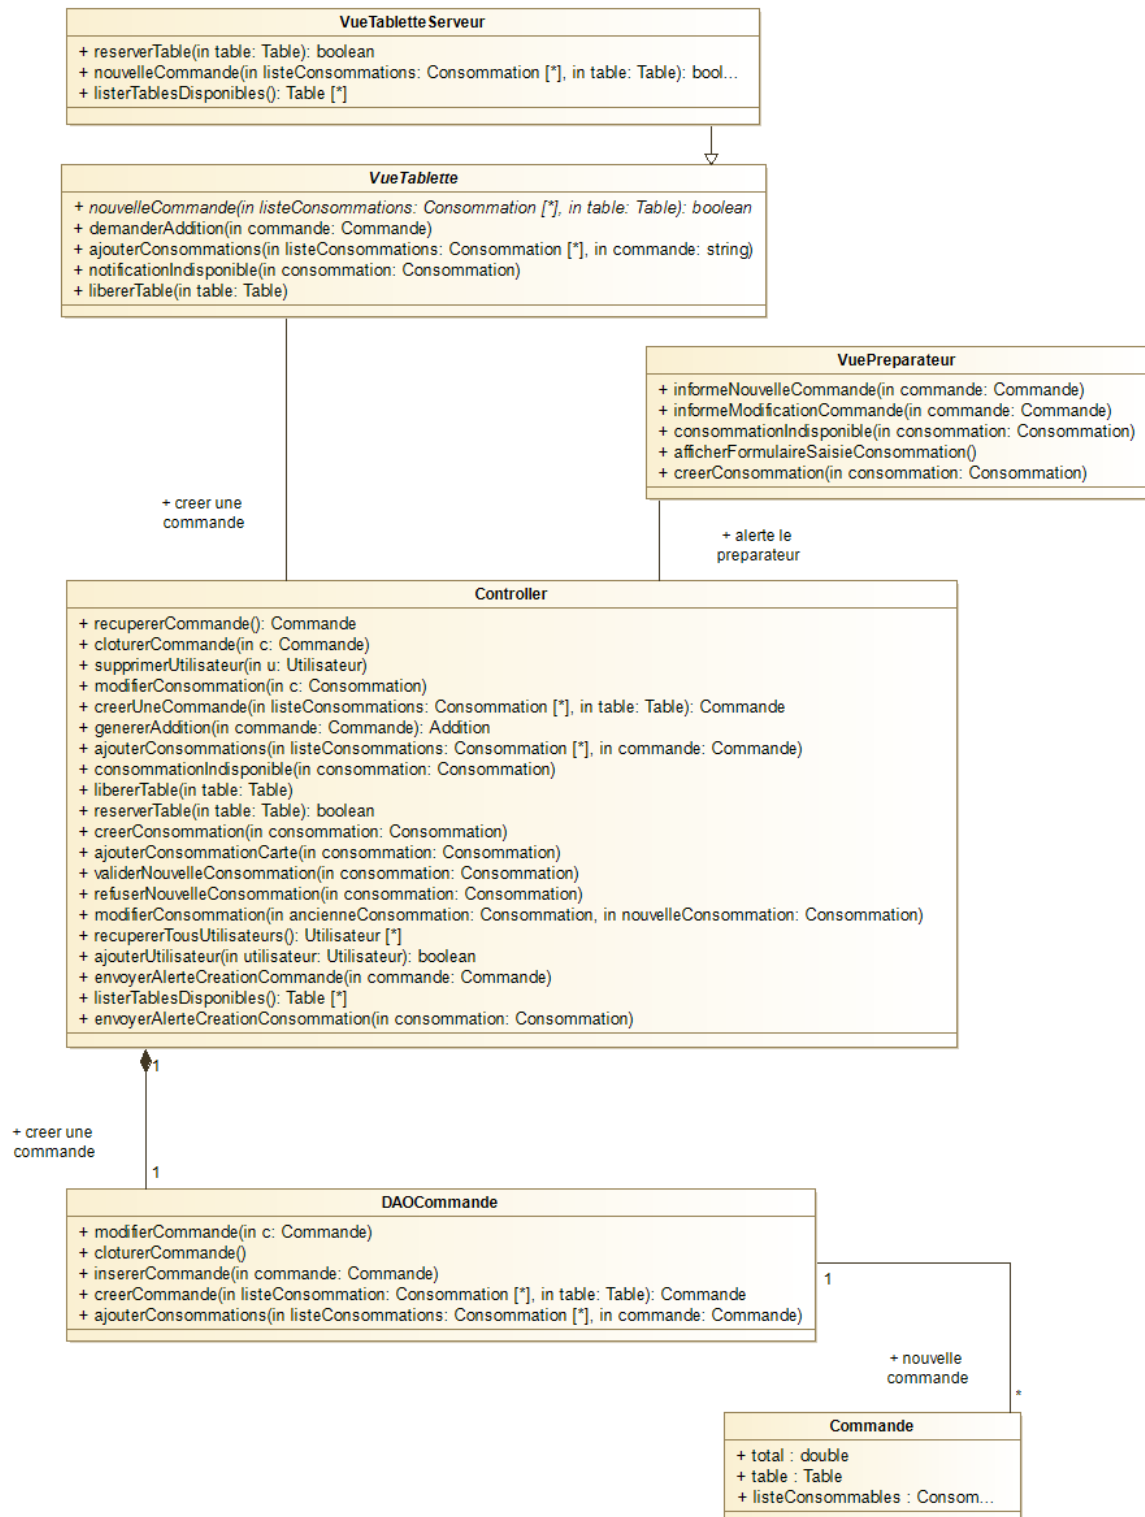 VueTabletteServeur
+ reserverTable(in table: Table): boolean
+ nouvelleCommande(in listeConsommations: Consommation [*], in table: Table): bool...
+ listerTablesDisponibles(): Table [*]
VueTablette
+ nouvelleCommande(in listeConsommations: Consommation [*], in table: Table): boolean
+ demanderAddition(in commande: Commande)
+ ajouterConsommations(in listeConsommations: Consommation [*], in commande: string)
+ notificationIndisponible(in consommation: Consommation)
+ libererTable(in table: Table)
VuePreparateur
+ informeNouvelleCommande(in commande: Commande)
+ informeModificationCommande(in commande: Commande)
+ consommationIndisponible(in consommation: Consommation)
+ afficherFormulaireSaisieConsommation()
+ creerConsommation(in consommation: Consommation)
+ creer une
commande
+ alerte le
preparateur
Controller
+ recupererCommande(): Commande
+ cloturerCommande(in c: Commande)
+ supprimerUtilisateur(in u: Utilisateur)
+ modifierConsommation(in c: Consommation)
+ creerUneCommande(in listeConsommations: Consommation [*], in table: Table): Commande
+ genererAddition(in commande: Commande): Addition
+ ajouterConsommations(in listeConsommations: Consommation [*], in commande: Commande)
+ consommationIndisponible(in consommation: Consommation)
+ libererTable(in table: Table)
+ reserverTable(in table: Table): boolean
+ creerConsommation(in consommation: Consommation)
+ ajouterConsommationCarte(in consommation: Consommation)
+ validerNouvelleConsommation(in consommation: Consommation)
+ refuserNouvelleConsommation(in consommation: Consommation)
+ modifierConsommation(in ancienneConsommation: Consommation, in nouvelleConsommation: Consommation)
+ recupererTousUtilisateurs(): Utilisateur [*]
+ ajouterUtilisateur(in utilisateur: Utilisateur): boolean
+ envoyerAlerteCreationCommande(in commande: Commande)
+ listerTablesDisponibles(): Table [*]
+ envoyerAlerteCreationConsommation(in consommation: Consommation)
1
+ creer une
commande
1
DAOCommande
+ modifierCommande(in c: Commande)
+ cloturerCommande()
+ insererCommande(in commande: Commande)
+ creerCommande(in listeConsommation: Consommation [*], in table: Table): Commande
+ ajouterConsommations(in listeConsommations: Consommation [*], in commande: Commande)
1
+ nouvelle
commande
*
Commande
+ total : double
+ table : Table
+ listeConsommables : Consom...